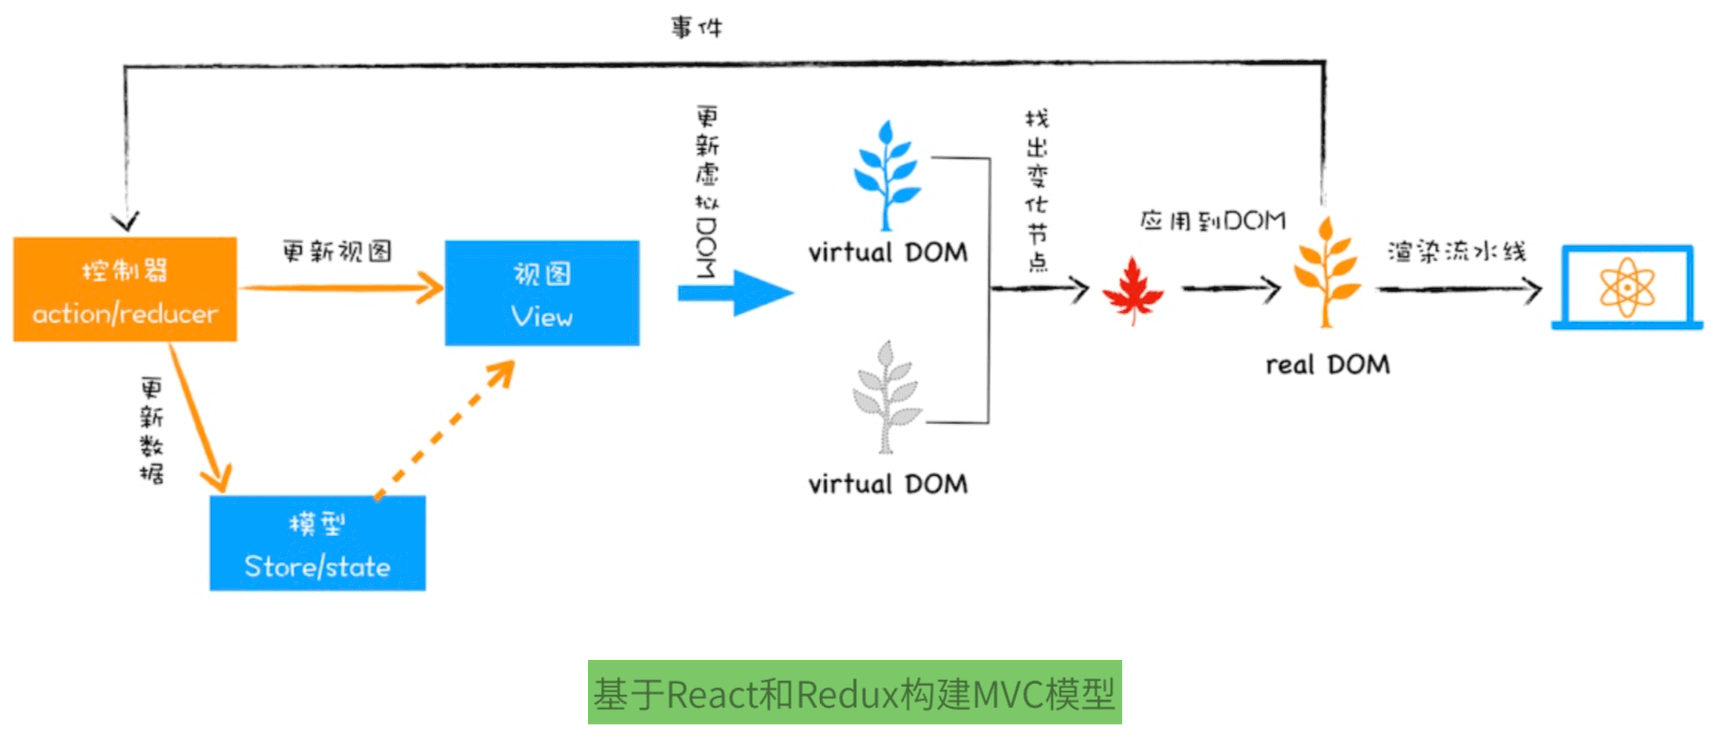 事件
更新虚拟DOM
找出变化节点
应用到DOM
控制器
action/reducer
更新视图
视图
View
virtual DOM
渲染流水线
real DOM
更新数据
virtual DOM
模型
Store/state
基于React和Redux构建MVC模型